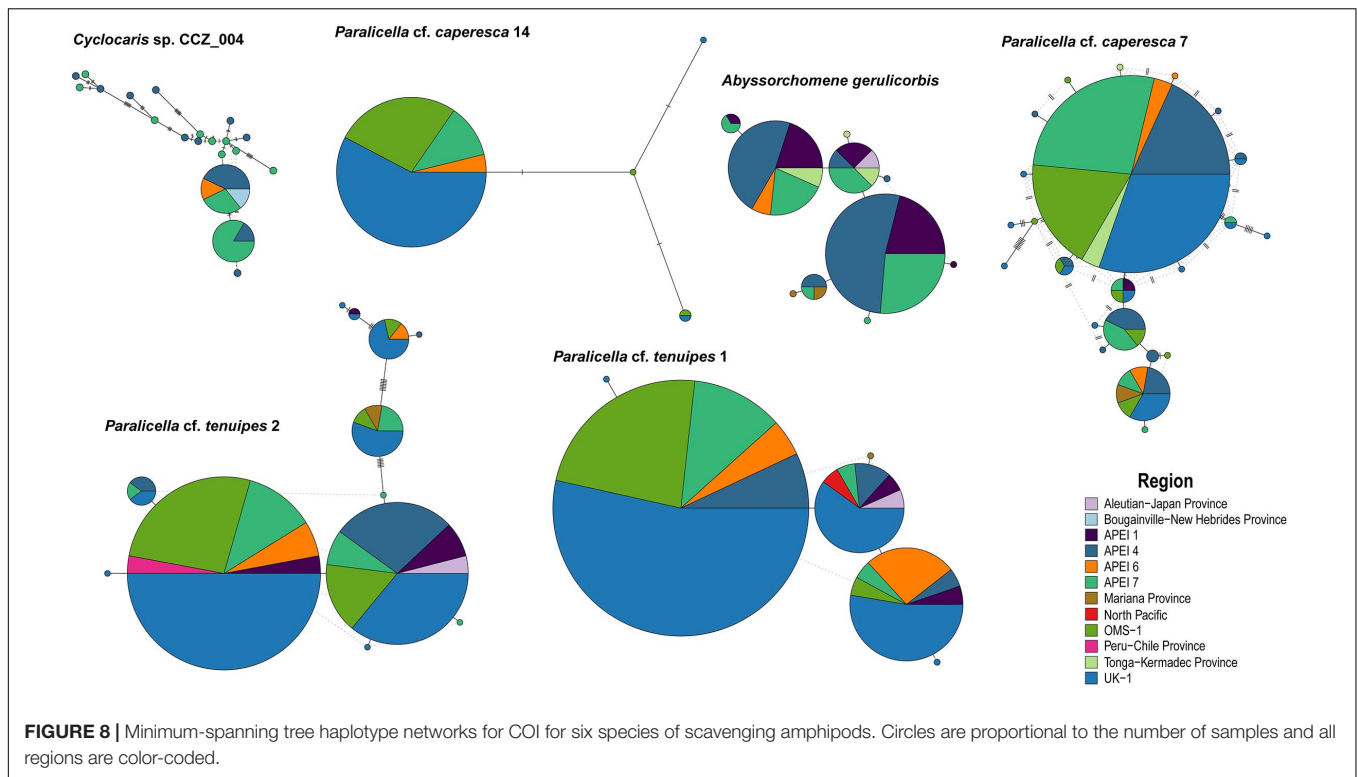 Cyclocaris sp. CCZ_004
Paralicella cf. caperesca 14
Abyssorchomene gerulicorbis
Paralicella cf. caperesca 7
Paralicella cf. tenuipes 2
Paralicella cf. tenuipes 1
Region
Aleutian-Japan Province
Bougainville-New Hebrides Province
APEI 1
APEI 4
APEI 6
APEI 7
Mariana Province
North Pacific
OMS-1
Peru-Chile Province
Tonga-Kermadec Province
UK-1
FIGURE 8 | Minimum-spanning tree haplotype networks for COI for six species of scavenging amphipods. Circles are proportional to the number of samples and all
regions are color-coded.